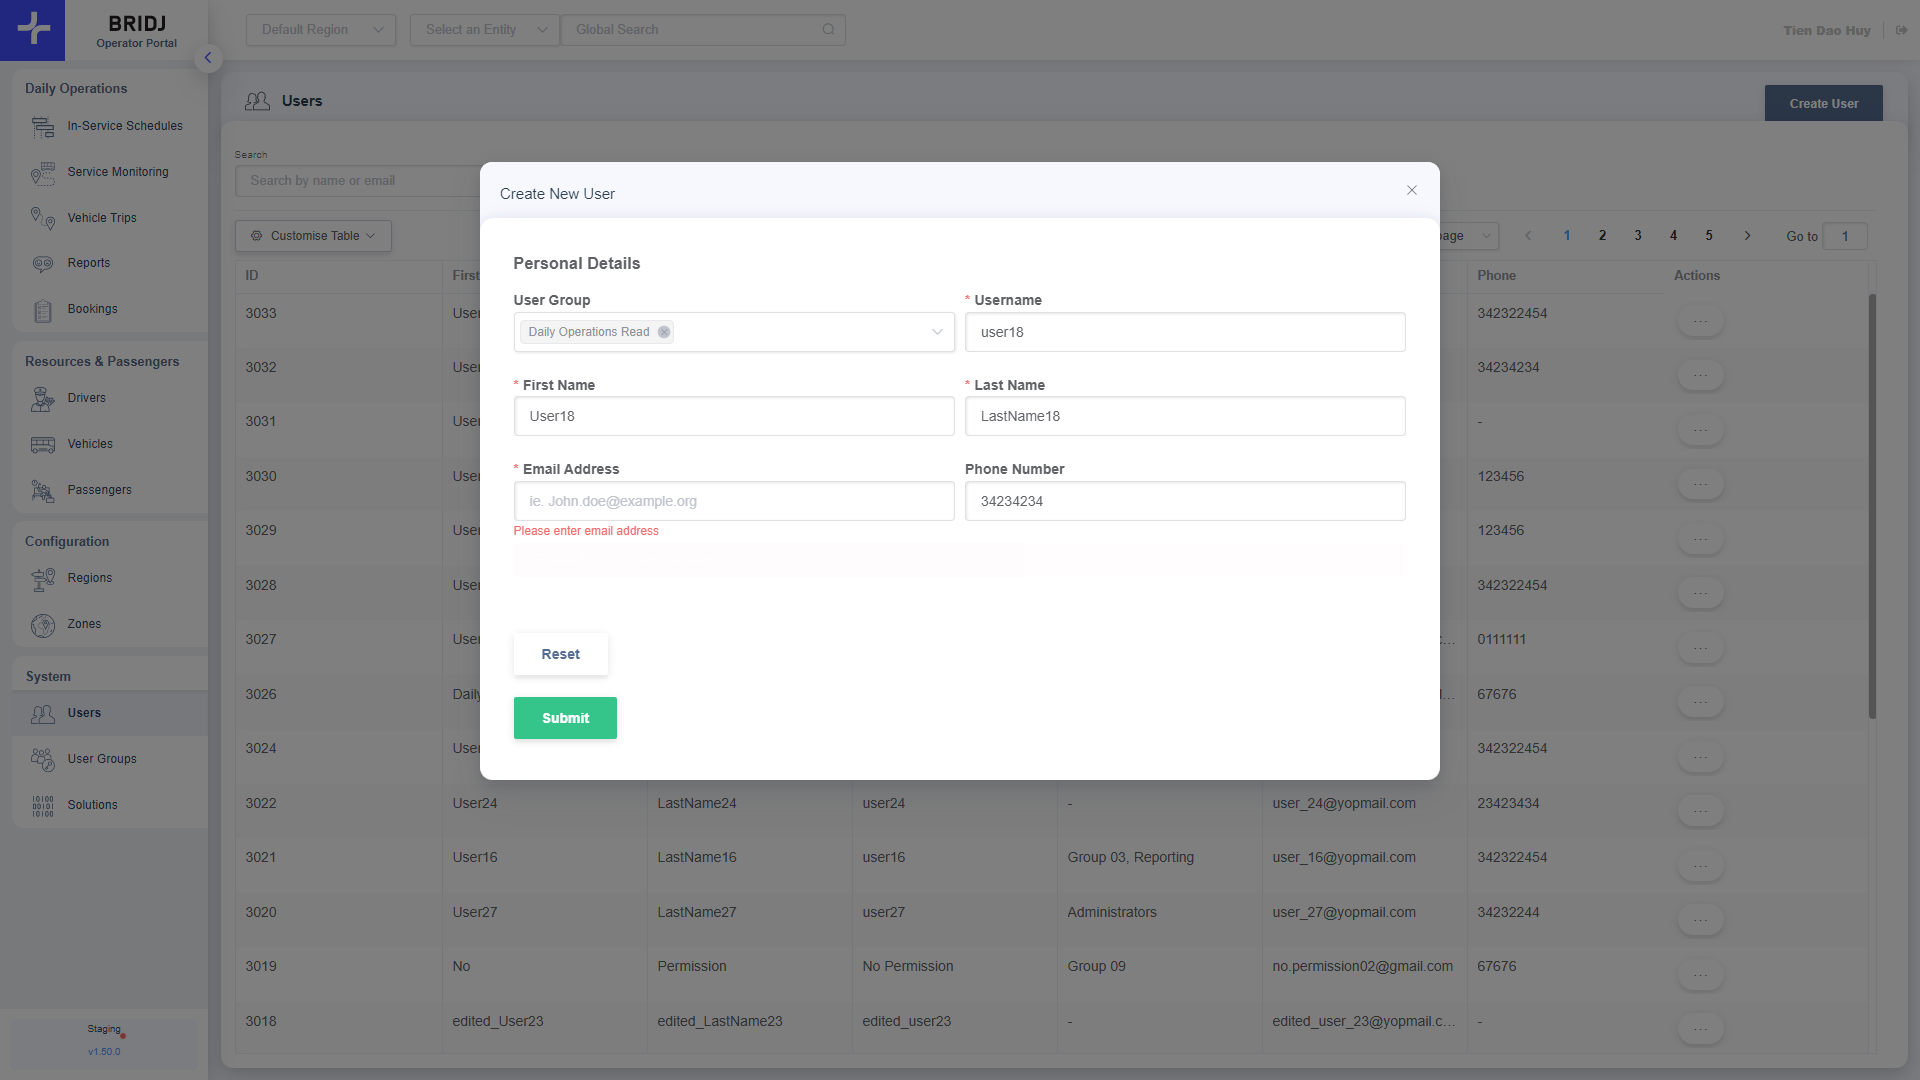 BRIDJ
Operator Portal
Default Region
Select an Entity
Global Search
Tien Dao Huy
Daily Operations
In-Service Schedules
Service Monitoring
Vehicle Trips
Reports
Bookings
Resources & Passengers
Drivers
Vehicles
Passengers
Configuration
Regions
Zones
System
Users
User Groups
Solutions
Staging
v1.50.0
Users
Create User
Search
Search by name or email
Customise Table
page
1 2 3 4 5
Go to 1
ID First Phone Actions
3033 User 342322454 ...
3032 User 34234234 ...
3031 User - ...
3030 User 123456 ...
3029 User 123456 ...
3028 User 342322454 ...
3027 User c... 0111111 ...
3026 Daily l... 67676 ...
3024 User 342322454 ...
3022 User24 LastName24 user24 - user_24@yopmail.com 23423434 ...
3021 User16 LastName16 user16 Group 03, Reporting user_16@yopmail.com 342322454 ...
3020 User27 LastName27 user27 Administrators user_27@yopmail.com 34232244 ...
3019 No Permission No Permission Group 09 no.permission02@gmail.com 67676 ...
3018 edited_User23 edited_LastName23 edited_user23 - edited_user_23@yopmail.c... - ...
Create New User
Personal Details
User Group
Daily Operations Read
* Username
user18
* First Name
User18
* Last Name
LastName18
* Email Address
ie. John.doe@example.org
Please enter email address
Phone Number
34234234
Reset
Submit